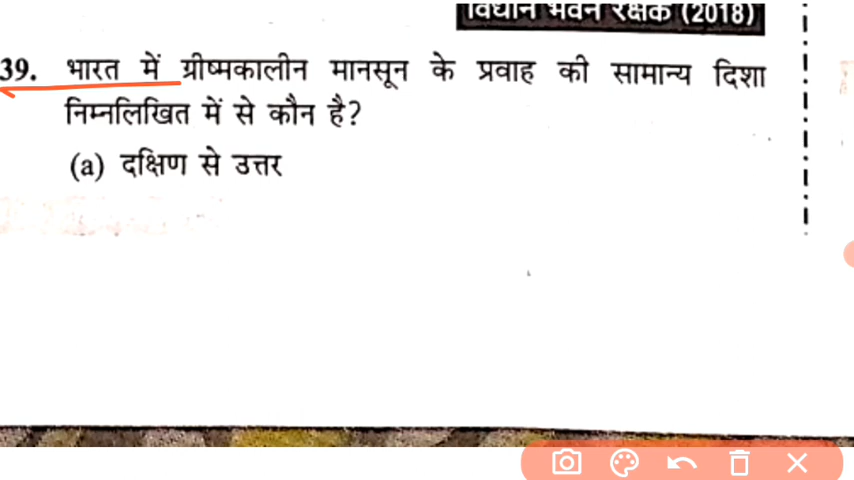 विधान भवन रक्षक (2018)
39. भारत में ग्रीष्मकालीन मानसून के प्रवाह की सामान्य दिशा
निम्नलिखित में से कौन है?
(a) दक्षिण से उत्तर